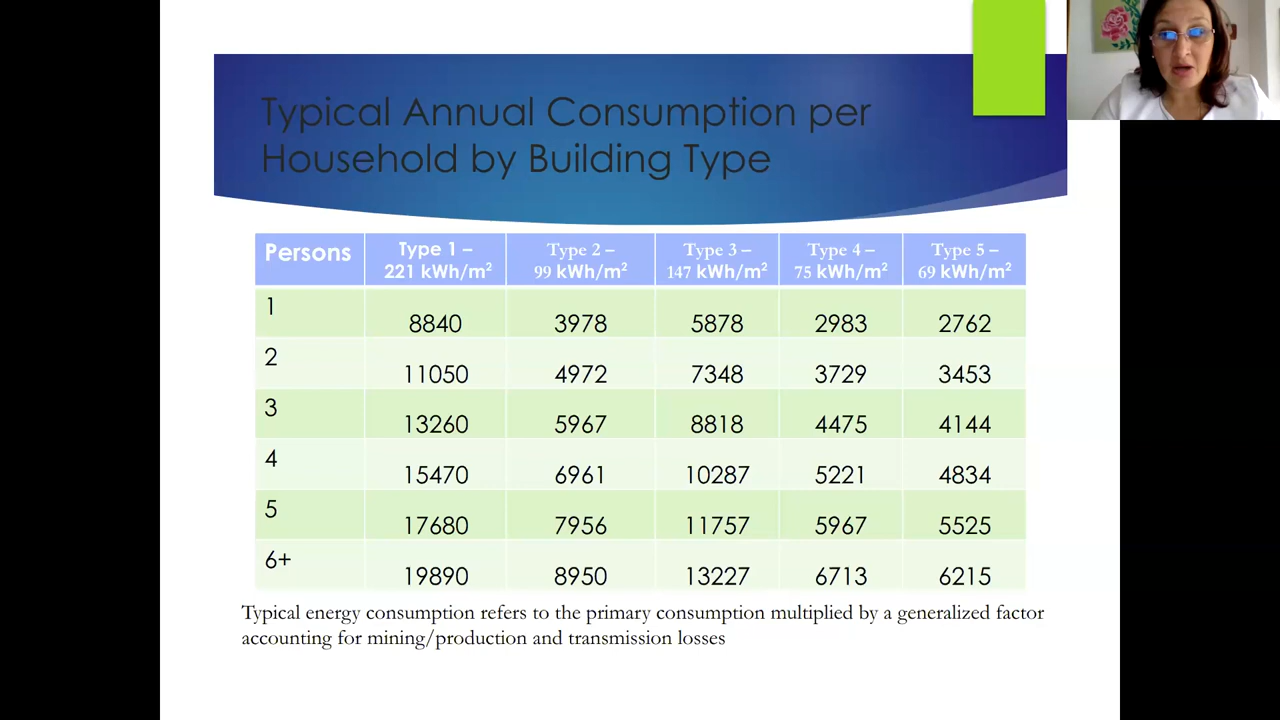 Typical Annual Consumption per
Household by Building Type
Persons
Type 1 –
221 kWh/m²
Type 2 –
99 kWh/m²
Type 3 –
147 kWh/m²
Type 4 –
75 kWh/m²
Type 5 –
69 kWh/m²
1 8840 3978 5878 2983 2762
2 11050 4972 7348 3729 3453
3 13260 5967 8818 4475 4144
4 15470 6961 10287 5221 4834
5 17680 7956 11757 5967 5525
6+ 19890 8950 13227 6713 6215
Typical energy consumption refers to the primary consumption multiplied by a generalized factor
accounting for mining/production and transmission losses